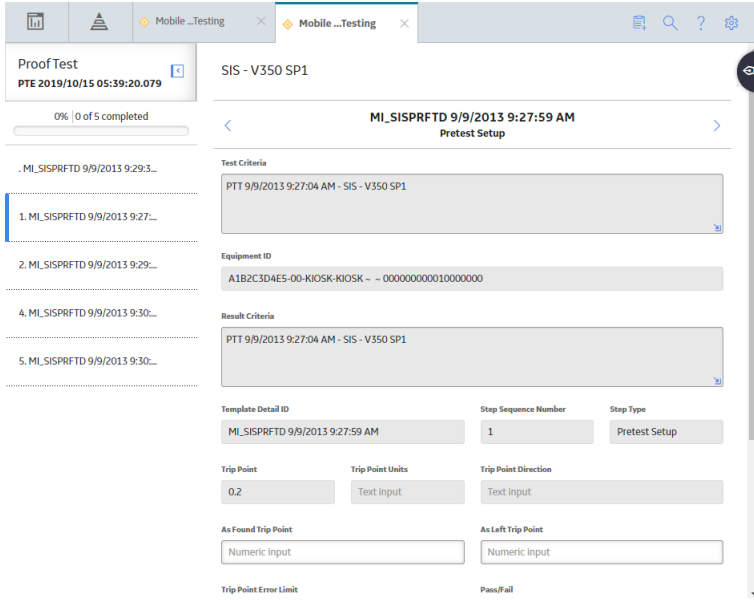 Mobile ...Testing
Mobile ...Testing
Proof Test
PTE 2019/10/15 05:39:20.079
0% 0 of 5 completed
. MI_SISPRFTD 9/9/2013 9:29:3...
1. MI_SISPRFTD 9/9/2013 9:27:...
2. MI_SISPRFTD 9/9/2013 9:29:...
4. MI_SISPRFTD 9/9/2013 9:30:...
5. MI_SISPRFTD 9/9/2013 9:30:...
SIS - V350 SP1
MI_SISPRFTD 9/9/2013 9:27:59 AM
Pretest Setup
Test Criteria
PTT 9/9/2013 9:27:04 AM - SIS - V350 SP1
Equipment ID
A1B2C3D4E5-00-KIOSK-KIOSK ~ ~ 000000000010000000
Result Criteria
PTT 9/9/2013 9:27:04 AM - SIS - V350 SP1
Template Detail ID Step Sequence Number Step Type
MI_SISPRFTD 9/9/2013 9:27:59 AM 1 Pretest Setup
Trip Point Trip Point Units Trip Point Direction
0.2 Text input Text input
As Found Trip Point As Left Trip Point
Numeric input Numeric input
Trip Point Error Limit Pass/Fail